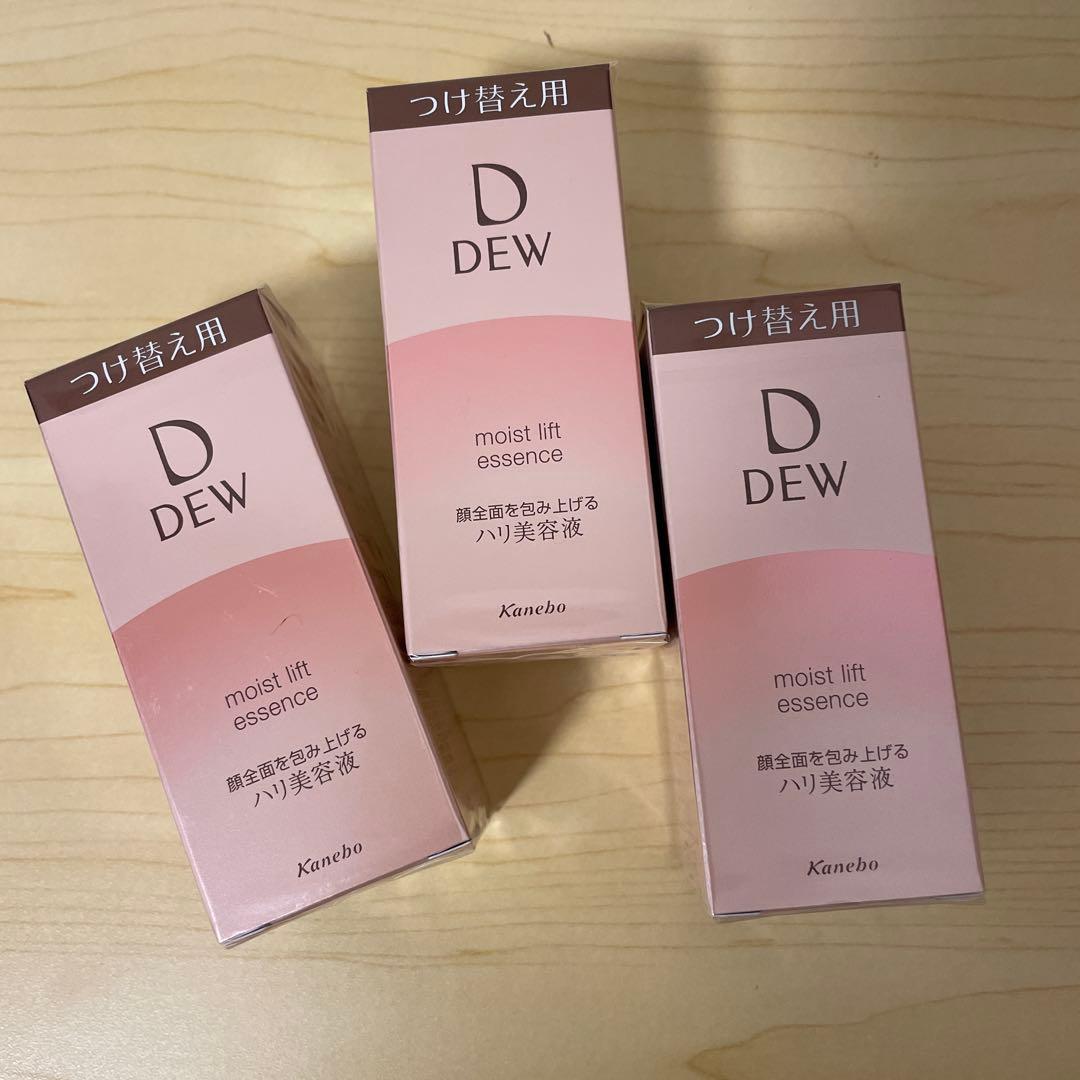 つけ替え用
D
DEW
moist lift
essence
顔全面を包み上げる
ハリ美容液
Kanebo
つけ替え用
D
DEW
moist lift
essence
顔全面を包み上げる
ハリ美容液
Kanebo
つけ替え用
D
DEW
moist lift
essence
顔全面を包み上げる
ハリ美容液
Kanebo